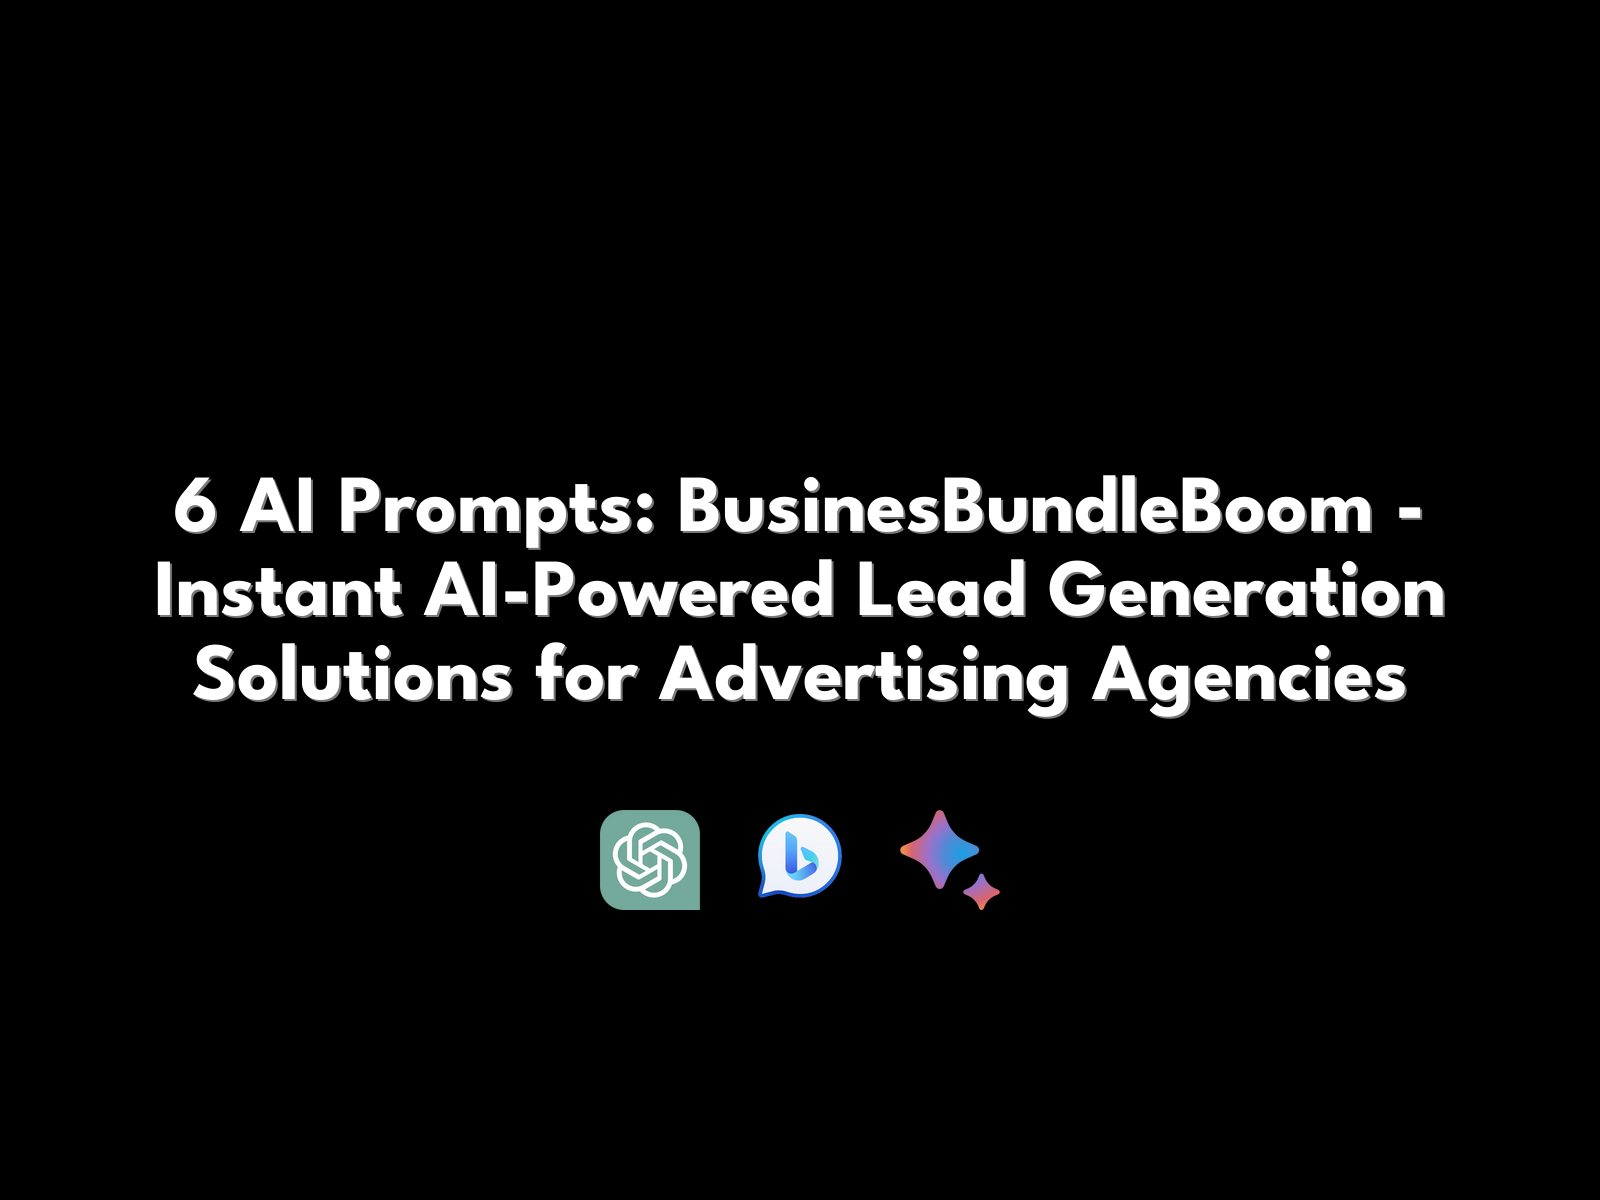 6 AI Prompts: BusinesBundleBoom -
Instant AI-Powered Lead Generation
Solutions for Advertising Agencies